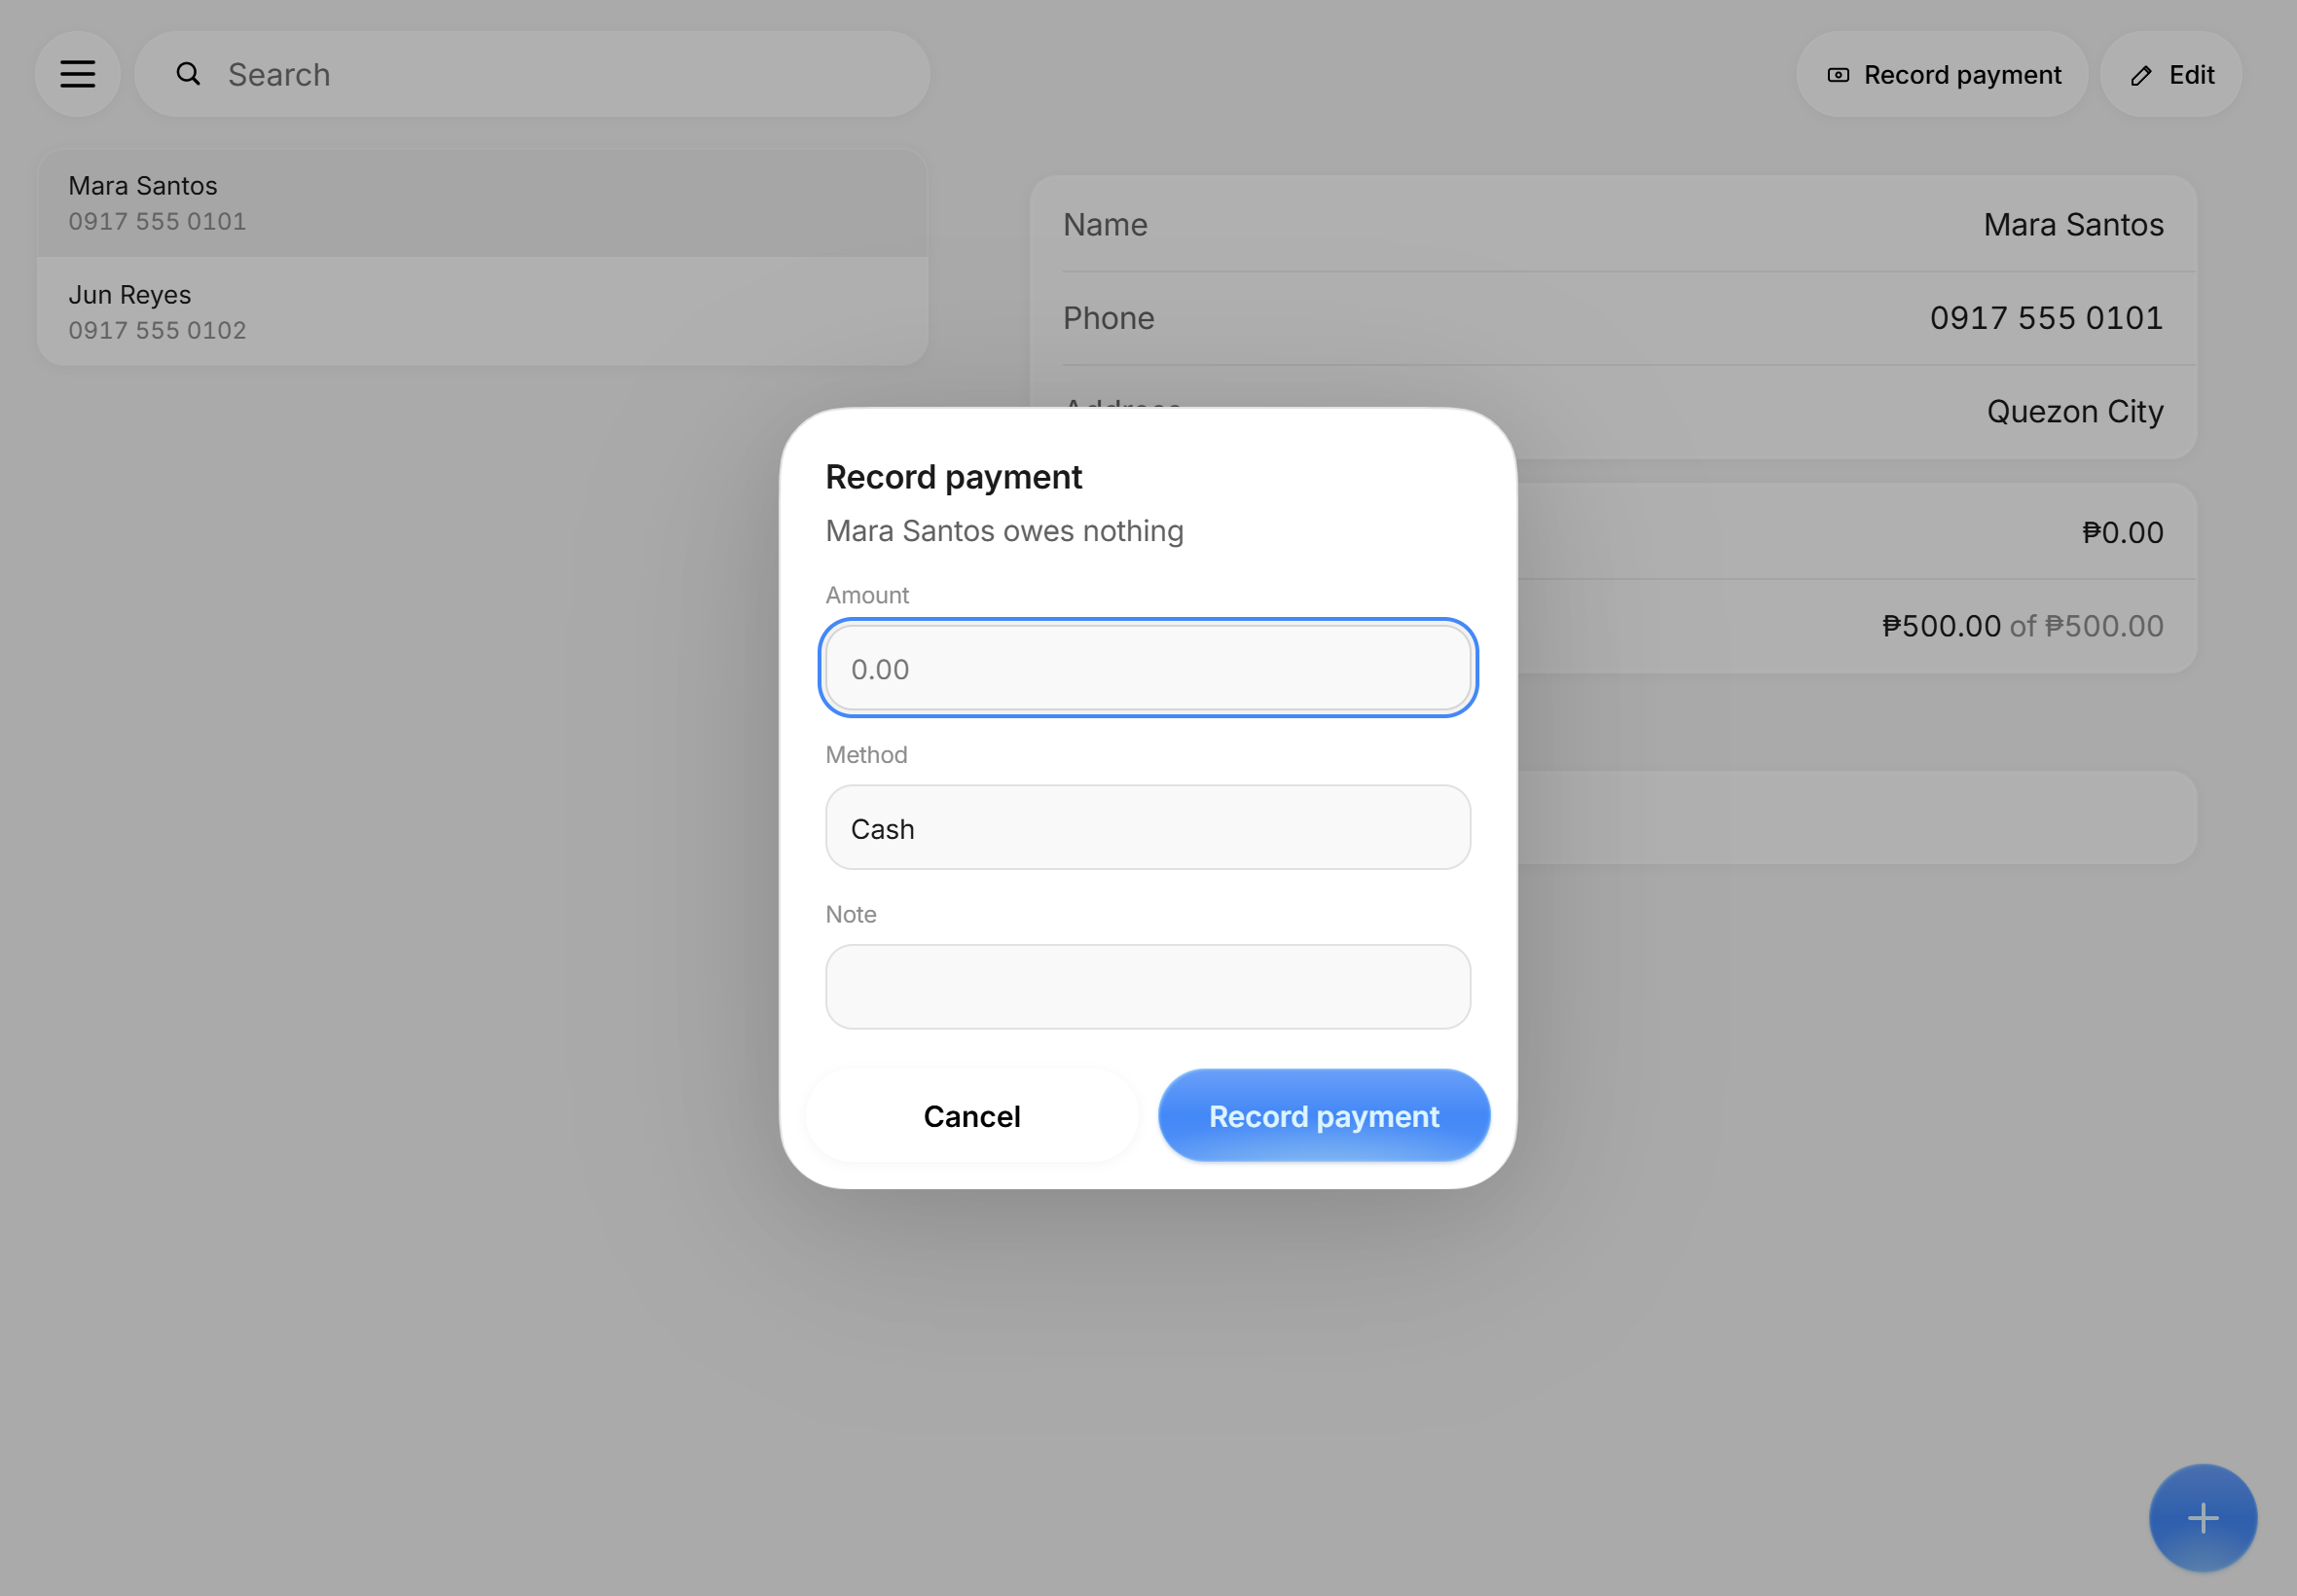 Search
Record payment
Edit
Mara Santos
0917 555 0101
Jun Reyes
0917 555 0102
Name
Mara Santos
Phone
0917 555 0101
Address
Quezon City
₱0.00
₱500.00 of ₱500.00
Record payment
Mara Santos owes nothing
Amount
0.00
Method
Cash
Note
Cancel
Record payment